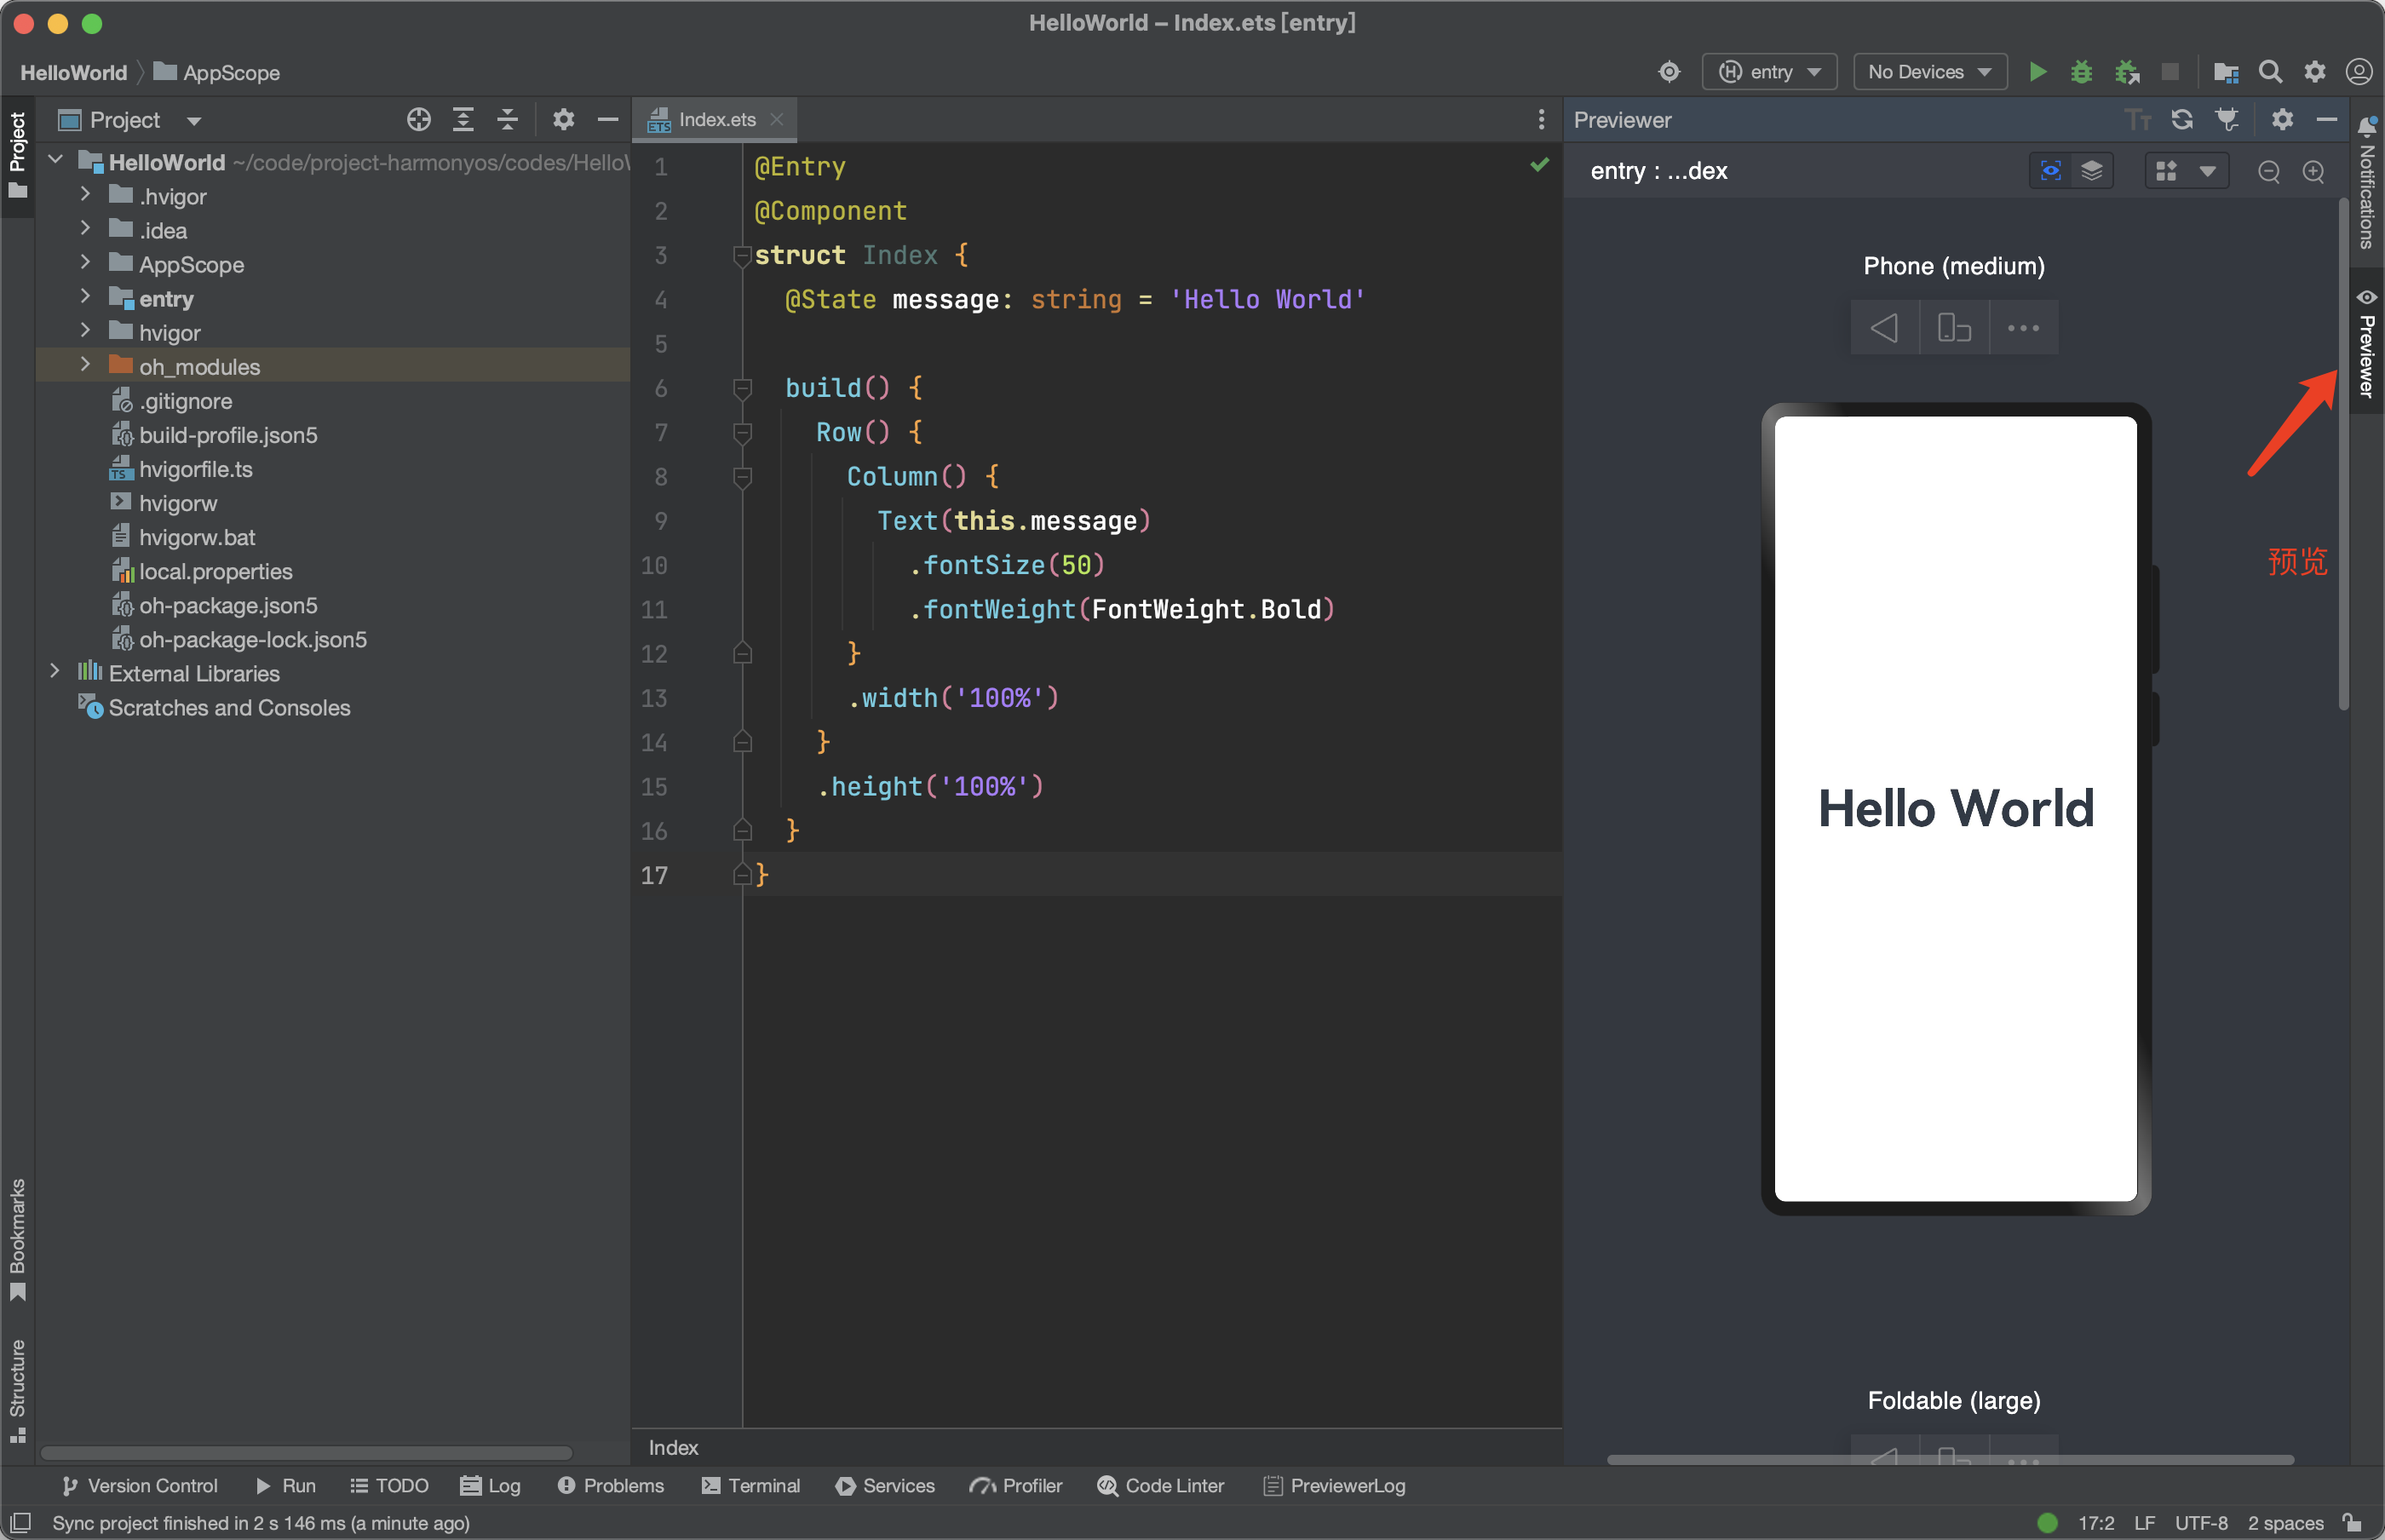 HelloWorld – Index.ets [entry]
HelloWorld
AppScope
entry
No Devices
Project
Project
Index.ets
Previewer
Notifications
HelloWorld ~/code/project-harmonyos/codes/Hello
.hvigor
.idea
AppScope
entry
hvigor
oh_modules
.gitignore
build-profile.json5
hvigorfile.ts
hvigorw
hvigorw.bat
local.properties
oh-package.json5
oh-package-lock.json5
External Libraries
Scratches and Consoles
1 @Entry
2 @Component
3 struct Index {
4 @State message: string = 'Hello World'
5
6 build() {
7 Row() {
8 Column() {
9 Text(this.message)
10 .fontSize(50)
11 .fontWeight(FontWeight.Bold)
12 }
13 .width('100%')
14 }
15 .height('100%')
16 }
17 }
Index
entry : ...dex
Phone (medium)
Previewer
预览
Hello World
Foldable (large)
Bookmarks
Structure
Version Control
Run
TODO
Log
Problems
Terminal
Services
Profiler
Code Linter
PreviewerLog
Sync project finished in 2 s 146 ms (a minute ago)
17:2 LF UTF-8 2 spaces